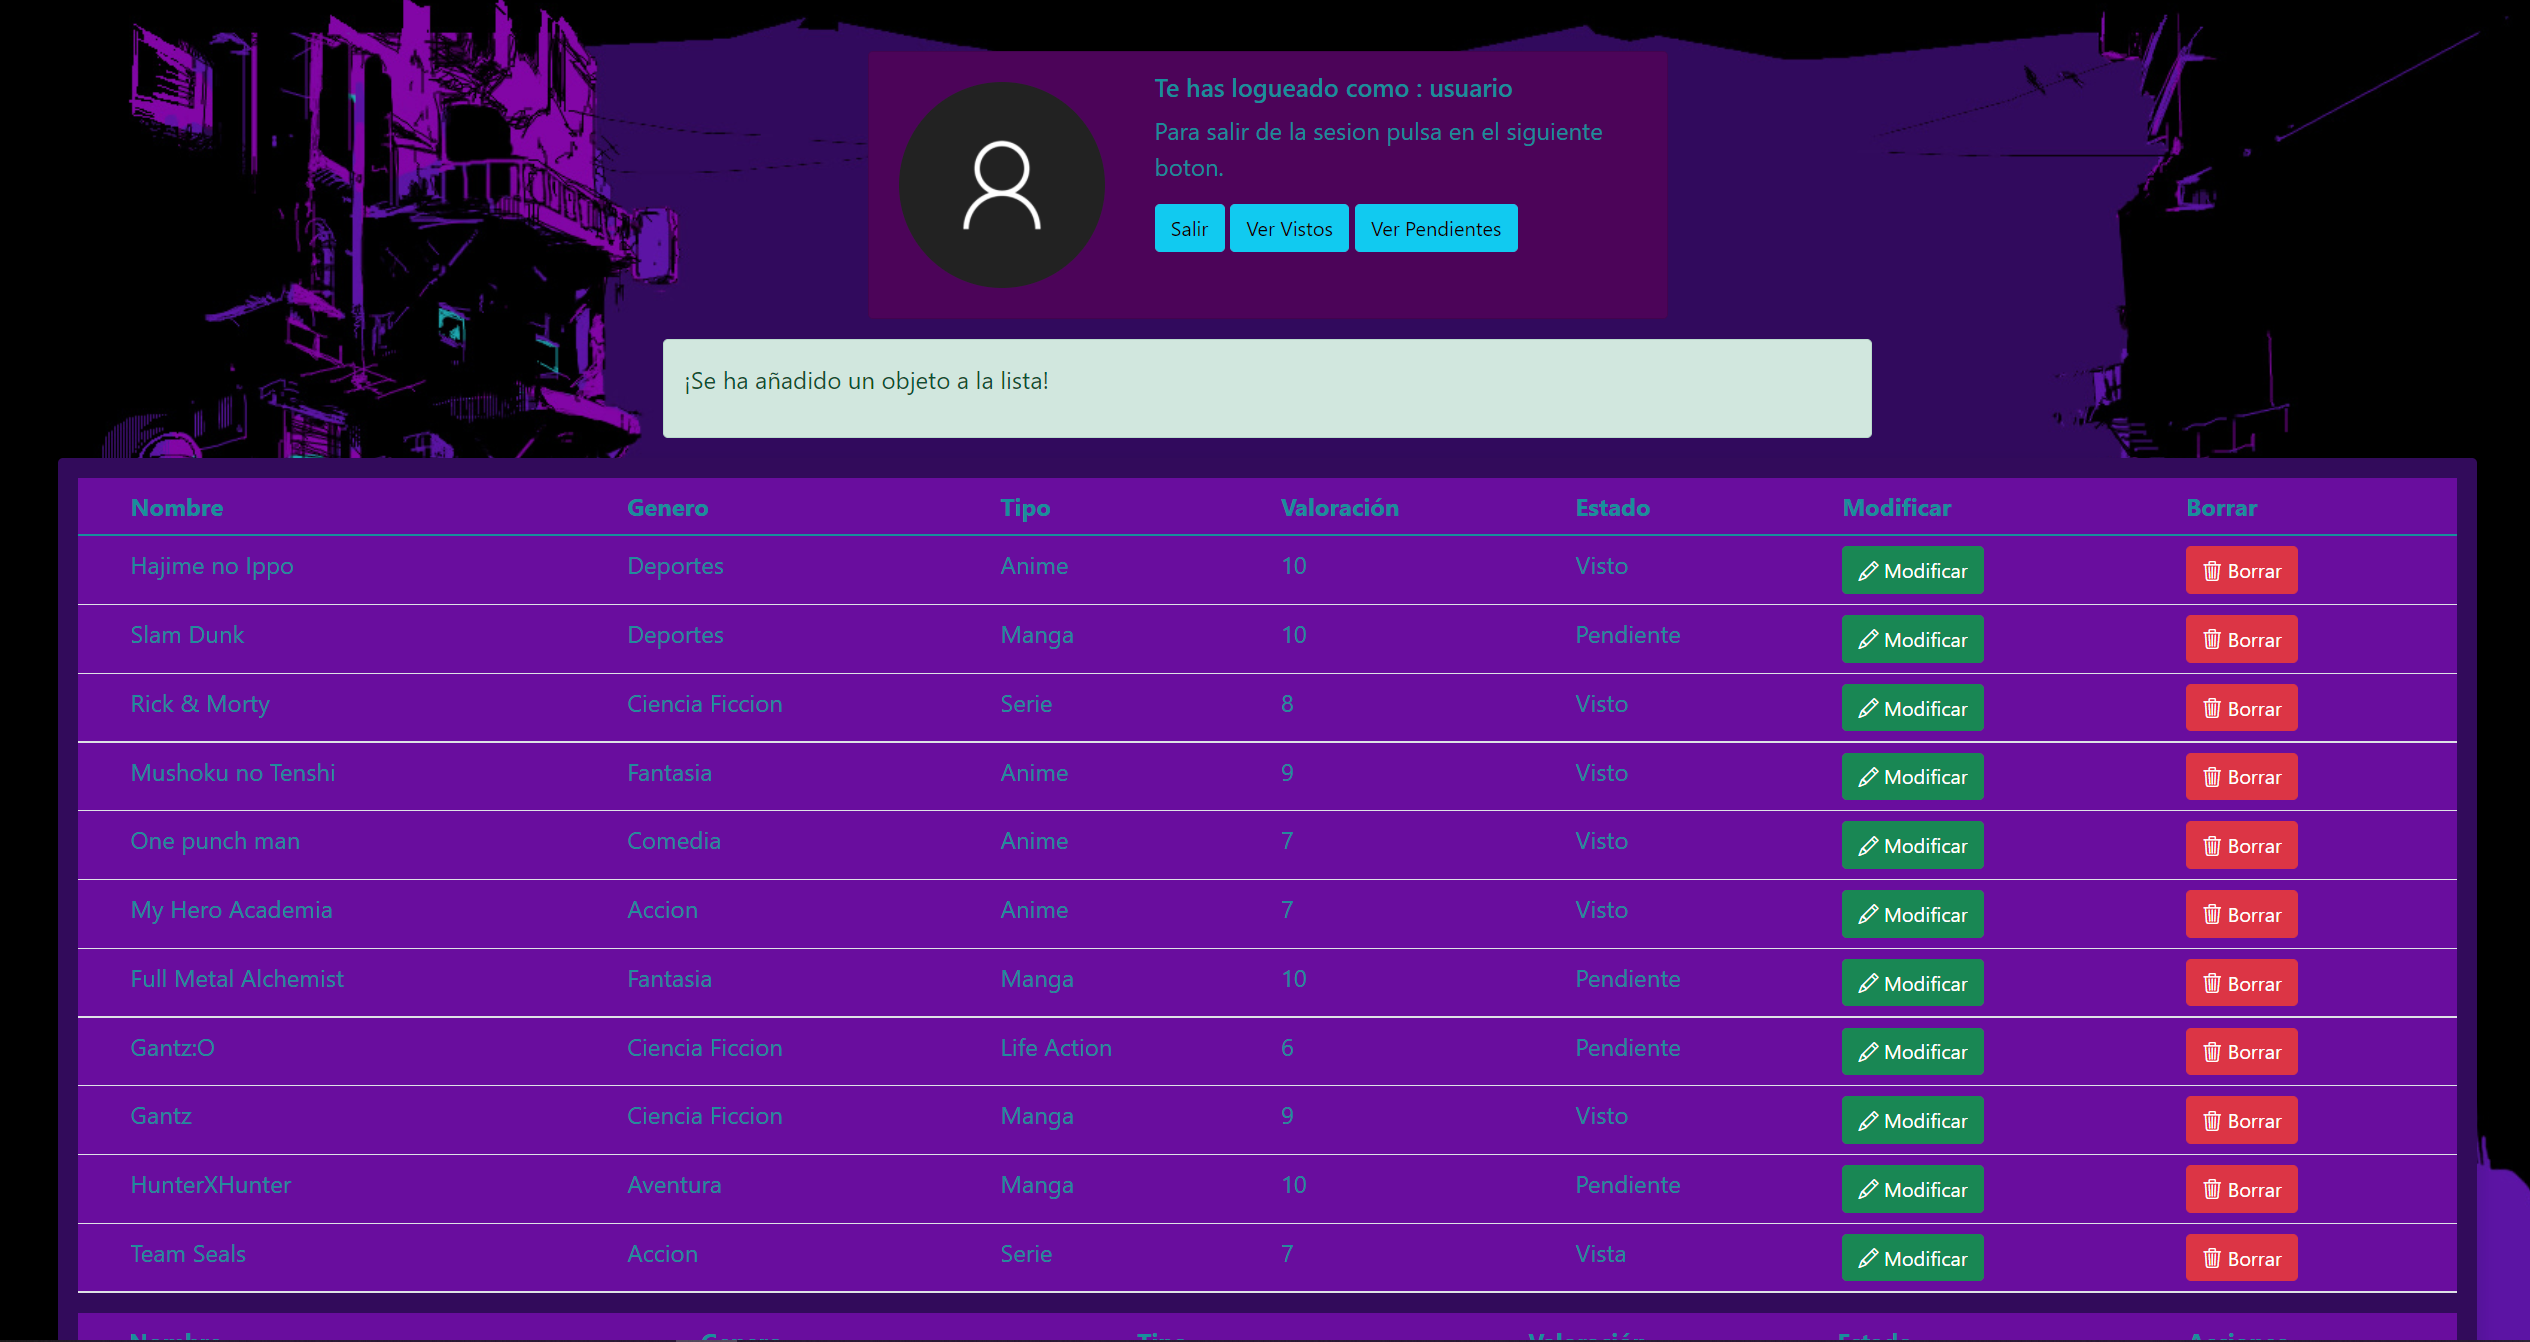 Te has logueado como : usuario
Para salir de la sesion pulsa en el siguiente
boton.
Salir Ver Vistos Ver Pendientes
¡Se ha añadido un objeto a la lista!
Nombre Genero Tipo Valoración Estado Modificar Borrar
Hajime no Ippo Deportes Anime 10 Visto Modificar Borrar
Slam Dunk Deportes Manga 10 Pendiente Modificar Borrar
Rick & Morty Ciencia Ficcion Serie 8 Visto Modificar Borrar
Mushoku no Tenshi Fantasia Anime 9 Visto Modificar Borrar
One punch man Comedia Anime 7 Visto Modificar Borrar
My Hero Academia Accion Anime 7 Visto Modificar Borrar
Full Metal Alchemist Fantasia Manga 10 Pendiente Modificar Borrar
Gantz:O Ciencia Ficcion Life Action 6 Pendiente Modificar Borrar
Gantz Ciencia Ficcion Manga 9 Visto Modificar Borrar
HunterXHunter Aventura Manga 10 Pendiente Modificar Borrar
Team Seals Accion Serie 7 Vista Modificar Borrar
Nombre Genero Tipo Valoración Estado Acciones